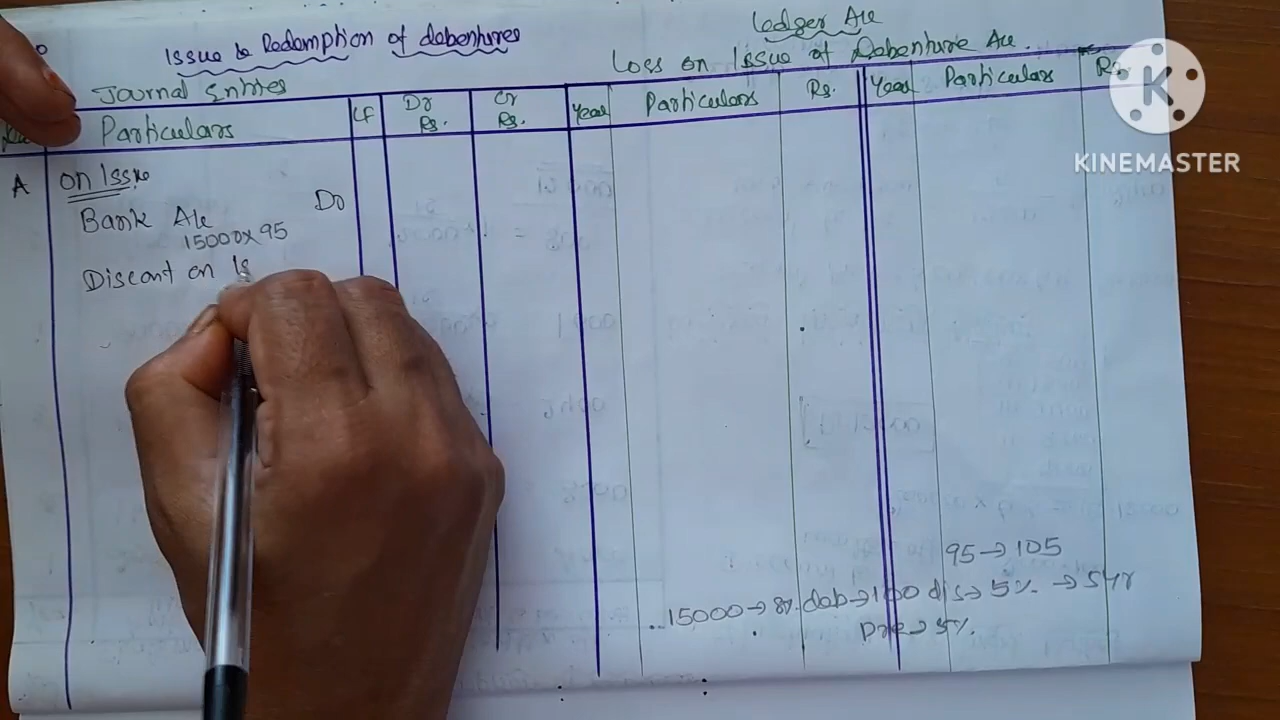 Issue & Redemption of debentures
Journal Entries
Particulars LF Dr Rs. Cr Rs.
A on Issue
Bank A/c Dr
15000x95
Discont on Is
Ledger A/c
Loss on Issue of Debenture A/c.
Year Particulars Rs. Year Particulars Rs.
95→105
15000→8%.deb→100 dis→5%.→5yr
Pre→5%.
K
KINEMASTER